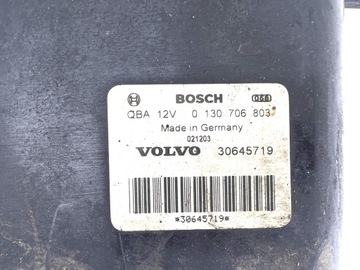 BOSCH
QBA 12V 0 130 706 803
Made in Germany
021203
VOLVO 30645719
*30645719*